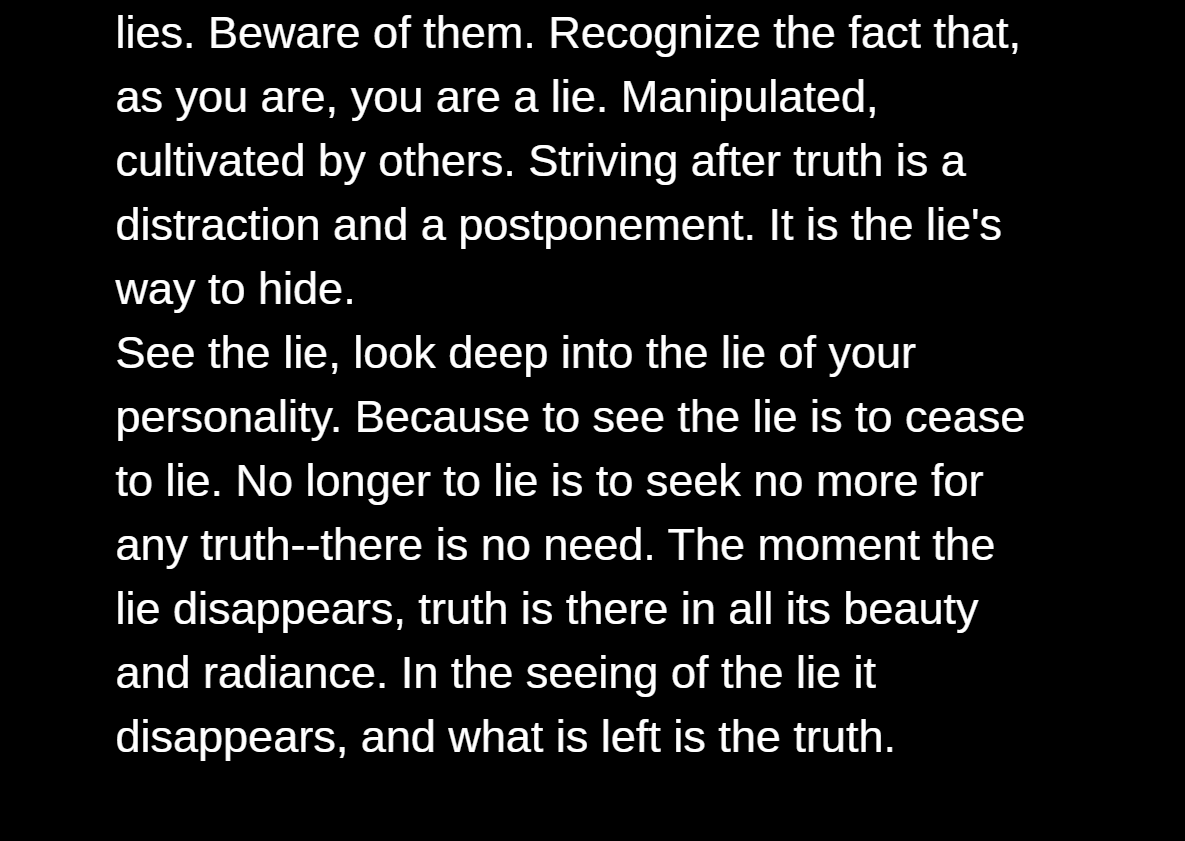 lies. Beware of them. Recognize the fact that,
as you are, you are a lie. Manipulated,
cultivated by others. Striving after truth is a
distraction and a postponement. It is the lie's
way to hide.
See the lie, look deep into the lie of your
personality. Because to see the lie is to cease
to lie. No longer to lie is to seek no more for
any truth--there is no need. The moment the
lie disappears, truth is there in all its beauty
and radiance. In the seeing of the lie it
disappears, and what is left is the truth.